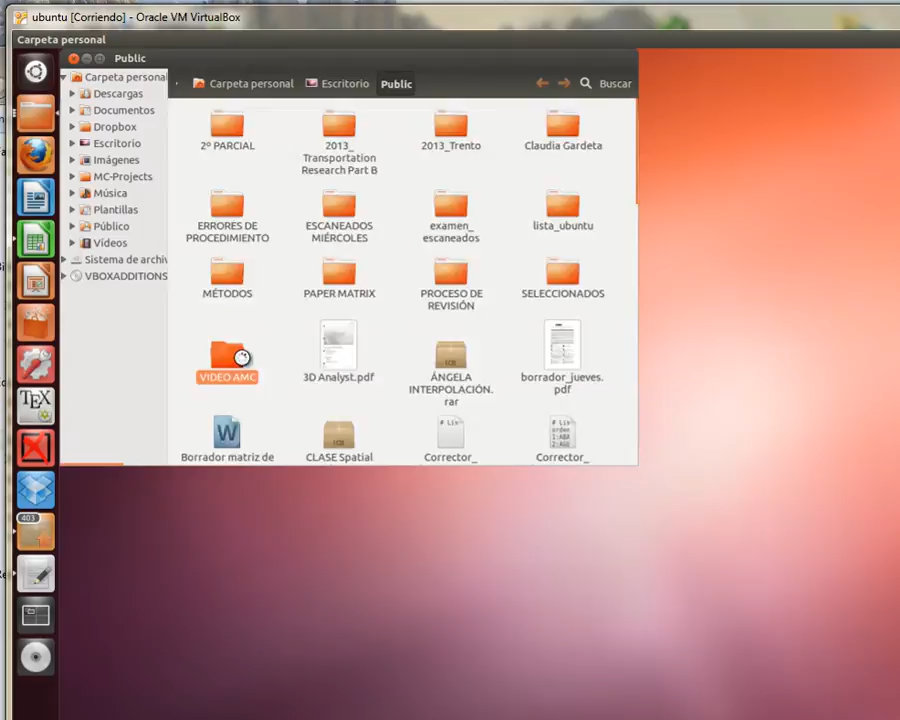 ubuntu [Corriendo] - Oracle VM VirtualBox
Carpeta personal
Public
Carpeta personal
Escritorio
Public
Buscar
Carpeta personal
Descargas
Documentos
Dropbox
Escritorio
Imágenes
MC-Projects
Música
Plantillas
Público
Vídeos
Sistema de archiv
VBOXADDITIONS
2º PARCIAL
2013_
Transportation
Research Part B
2013_Trento
Claudia Gardeta
ERRORES DE
PROCEDIMIENTO
ESCANEADOS
MIÉRCOLES
examen_
escaneados
lista_ubuntu
MÉTODOS
PAPER MATRIX
PROCESO DE
REVISIÓN
SELECCIONADOS
VIDEO AMC
3D Analyst.pdf
ÁNGELA
INTERPOLACIÓN.
rar
borrador_jueves.
pdf
Borrador matriz de
CLASE Spatial
Corrector_
Corrector_
TEX
403
W